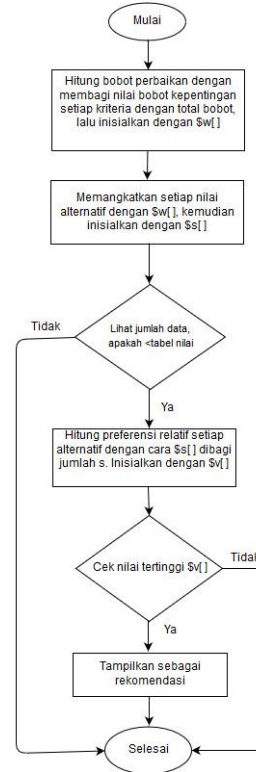 Mulai
Hitung bobot perbaikan dengan
membagi nilai bobot kepentingan
setiap kriteria dengan total bobot,
lalu inisialkan dengan $w[ ]
Memangkatkan setiap nilai
alternatif dengan $w[ ], kemudian
inisialkan dengan $s[ ]
Lihat jumlah data,
apakah <tabel nilai
Tidak
Ya
Hitung preferensi relatif setiap
alternatif dengan cara $s[ ] dibagi
jumlah s. Inisialkan dengan $v[ ]
Cek nilai tertinggi $v[ ]
Tidak
Ya
Tampilkan sebagai
rekomendasi
Selesai